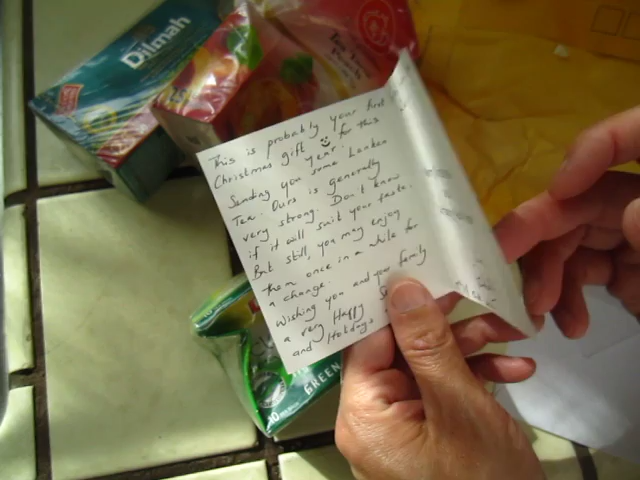 Dilmah
This is probably your first
Christmas gift for this
year.
Sending you some Lankan
Tea. Ours is generally
very strong. Don't know
if it will suit your taste.
But still, you may enjoy
them once in a while for
a change.
Wishing you and your family
a very Happy
and Holidays
GREEN